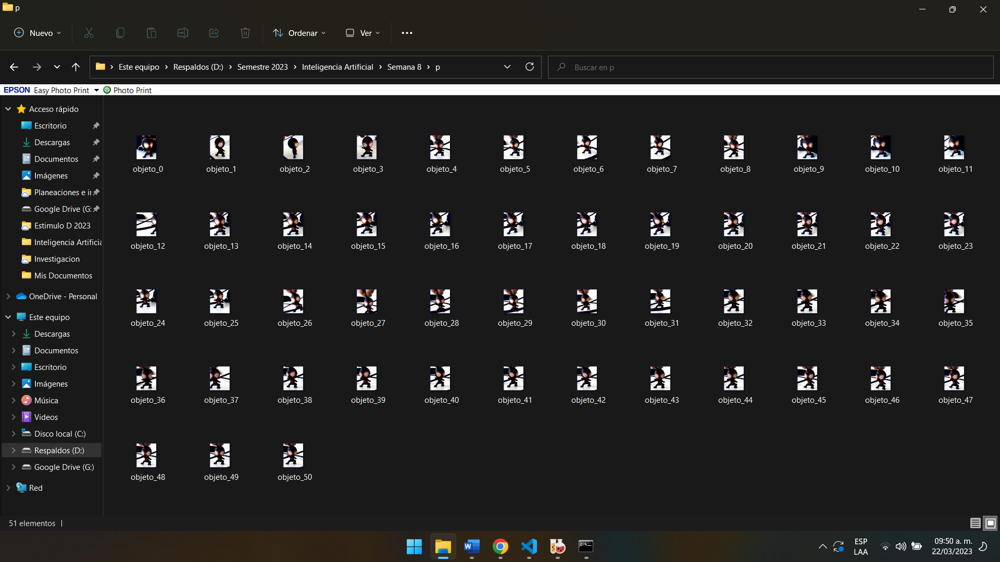 p
Nuevo
Ordenar
Ver
Este equipo
Respaldos (D:)
Semestre 2023
Inteligencia Artificial
Semana 8
p
Buscar en p
EPSON Easy Photo Print
Photo Print
Acceso rápido
Escritorio
Descargas
Documentos
Imágenes
Planeaciones e ir
Google Drive (G:
Estimulo D 2023
Inteligencia Artificia
Investigacion
Mis Documentos
OneDrive - Personal
Este equipo
Descargas
Documentos
Escritorio
Imágenes
Música
Videos
Disco local (C:)
Respaldos (D:)
Google Drive (G:)
Red
objeto_0 objeto_1 objeto_2 objeto_3 objeto_4 objeto_5 objeto_6 objeto_7 objeto_8 objeto_9 objeto_10 objeto_11
objeto_12 objeto_13 objeto_14 objeto_15 objeto_16 objeto_17 objeto_18 objeto_19 objeto_20 objeto_21 objeto_22 objeto_23
objeto_24 objeto_25 objeto_26 objeto_27 objeto_28 objeto_29 objeto_30 objeto_31 objeto_32 objeto_33 objeto_34 objeto_35
objeto_36 objeto_37 objeto_38 objeto_39 objeto_40 objeto_41 objeto_42 objeto_43 objeto_44 objeto_45 objeto_46 objeto_47
objeto_48 objeto_49 objeto_50
51 elementos
ESP
LAA
09:50 a. m.
22/03/2023